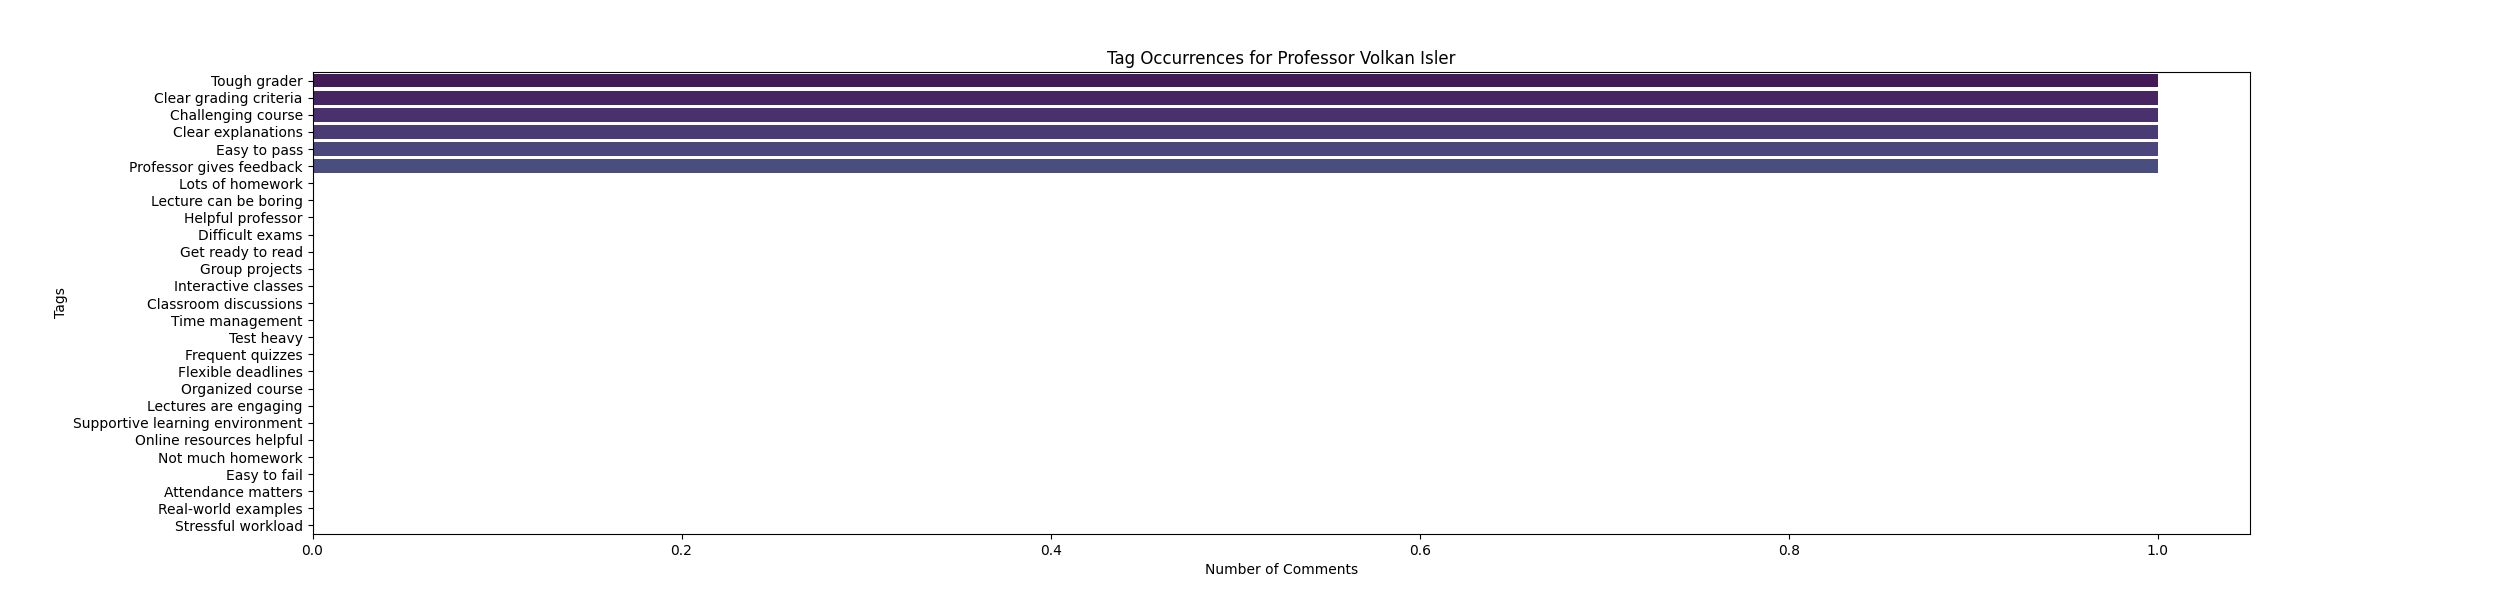 Tag Occurrences for Professor Volkan Isler
Tough grader
Clear grading criteria
Challenging course
Clear explanations
Easy to pass
Professor gives feedback
Lots of homework
Lecture can be boring
Helpful professor
Difficult exams
Get ready to read
Group projects
Interactive classes
Classroom discussions
Time management
Test heavy
Frequent quizzes
Flexible deadlines
Organized course
Lectures are engaging
Supportive learning environment
Online resources helpful
Not much homework
Easy to fail
Attendance matters
Real-world examples
Stressful workload
Tags
0.0 0.2 0.4 0.6 0.8 1.0
Number of Comments